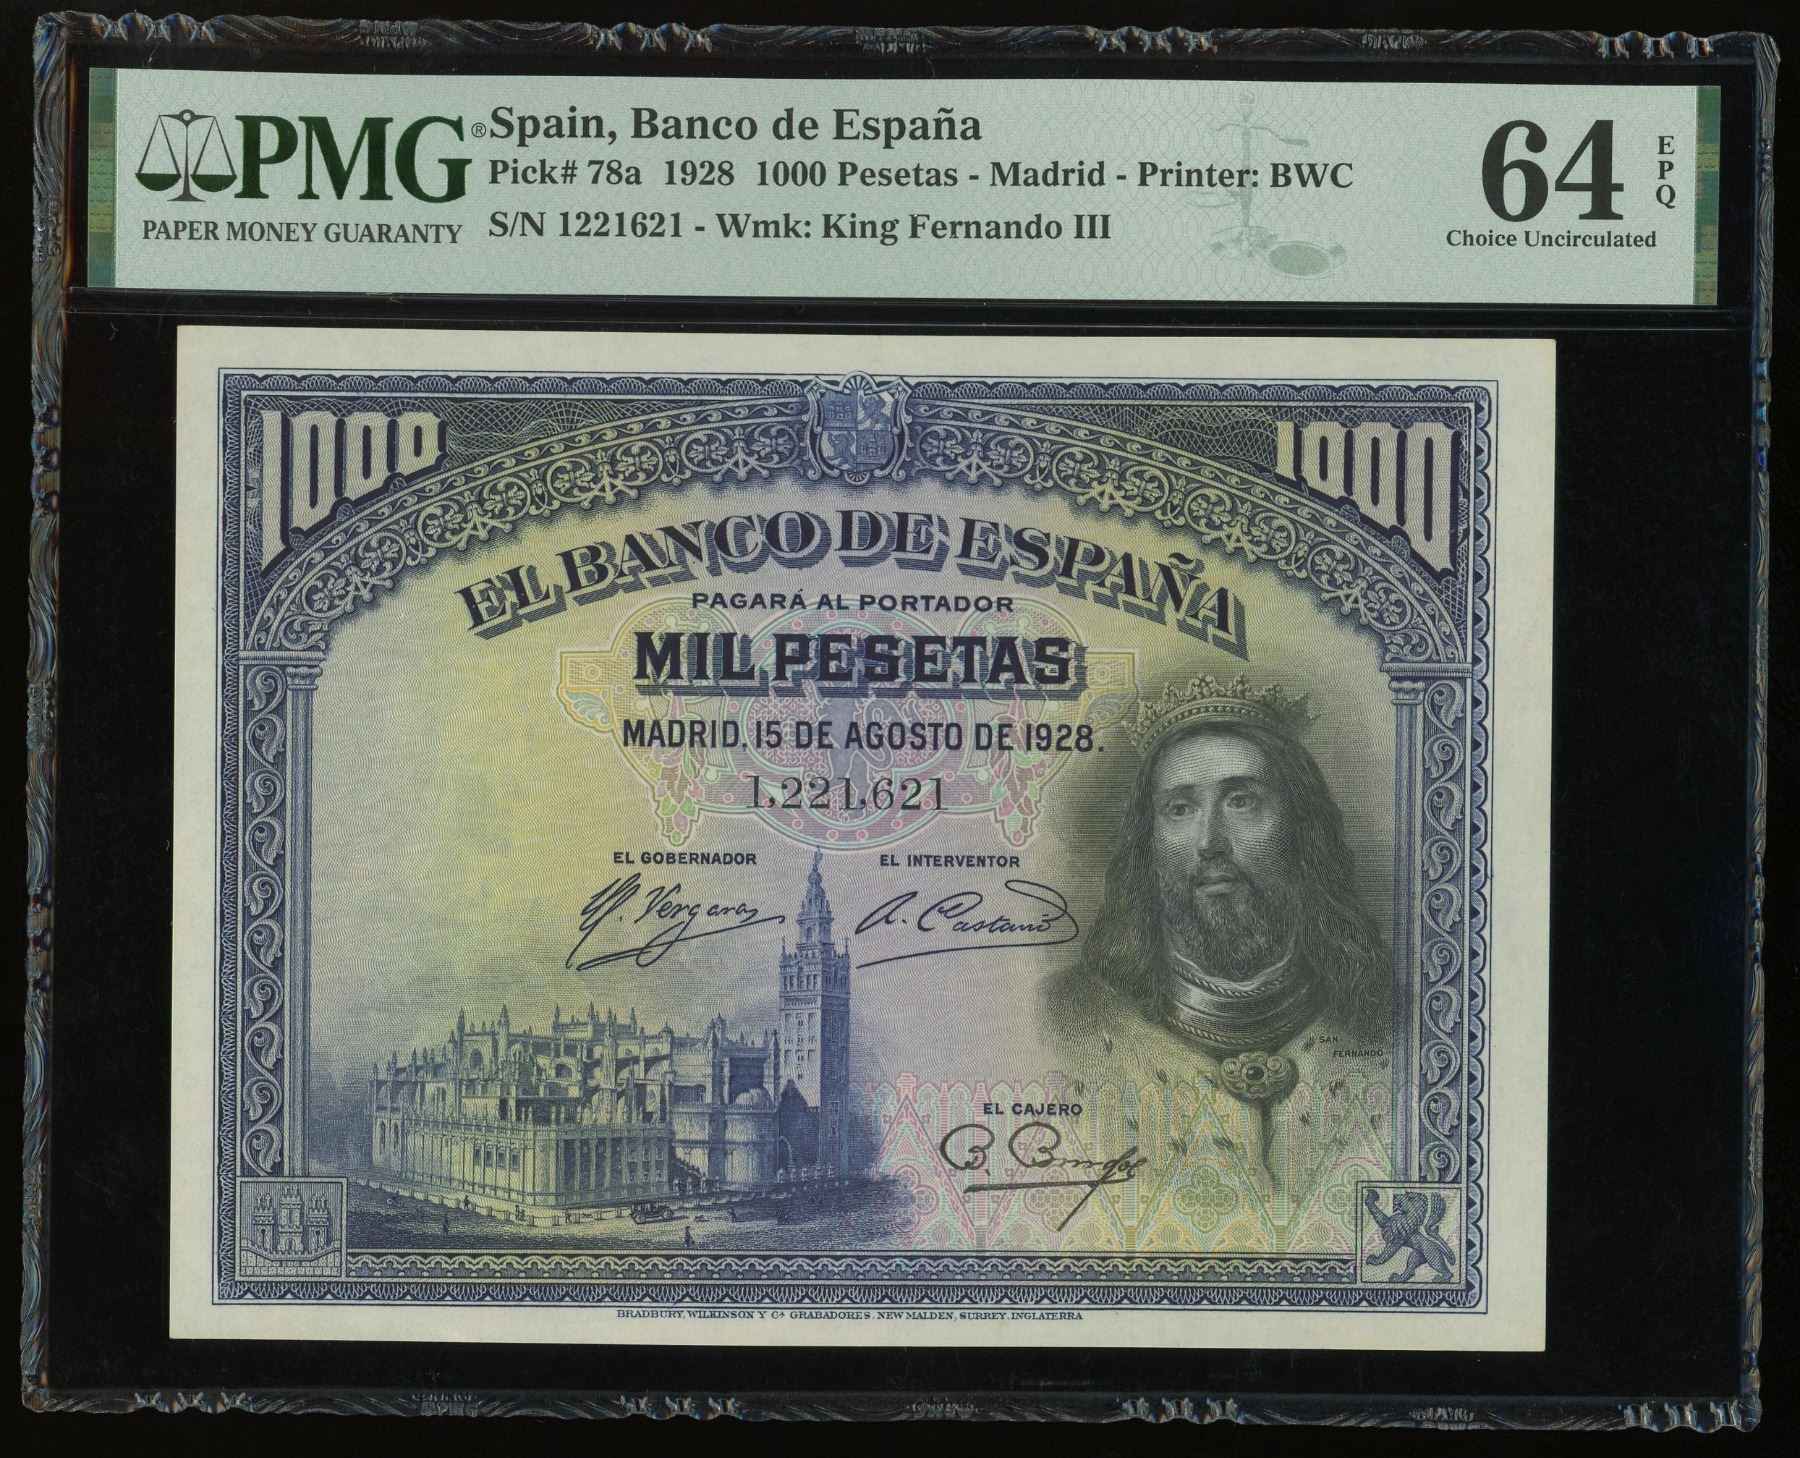 PMG®
PAPER MONEY GUARANTY
Spain, Banco de España
Pick# 78a 1928 1000 Pesetas - Madrid - Printer: BWC
S/N 1221621 - Wmk: King Fernando III
64 EPQ
Choice Uncirculated
1000 1000
EL BANCO DE ESPAÑA
PAGARÁ AL PORTADOR
MIL PESETAS
MADRID, 15 DE AGOSTO DE 1928.
1,221,621
EL GOBERNADOR EL INTERVENTOR
SAN
FERNANDO
EL CAJERO
BRADBURY, WILKINSON Y Cª GRABADORES, NEW MALDEN, SURREY, INGLATERRA